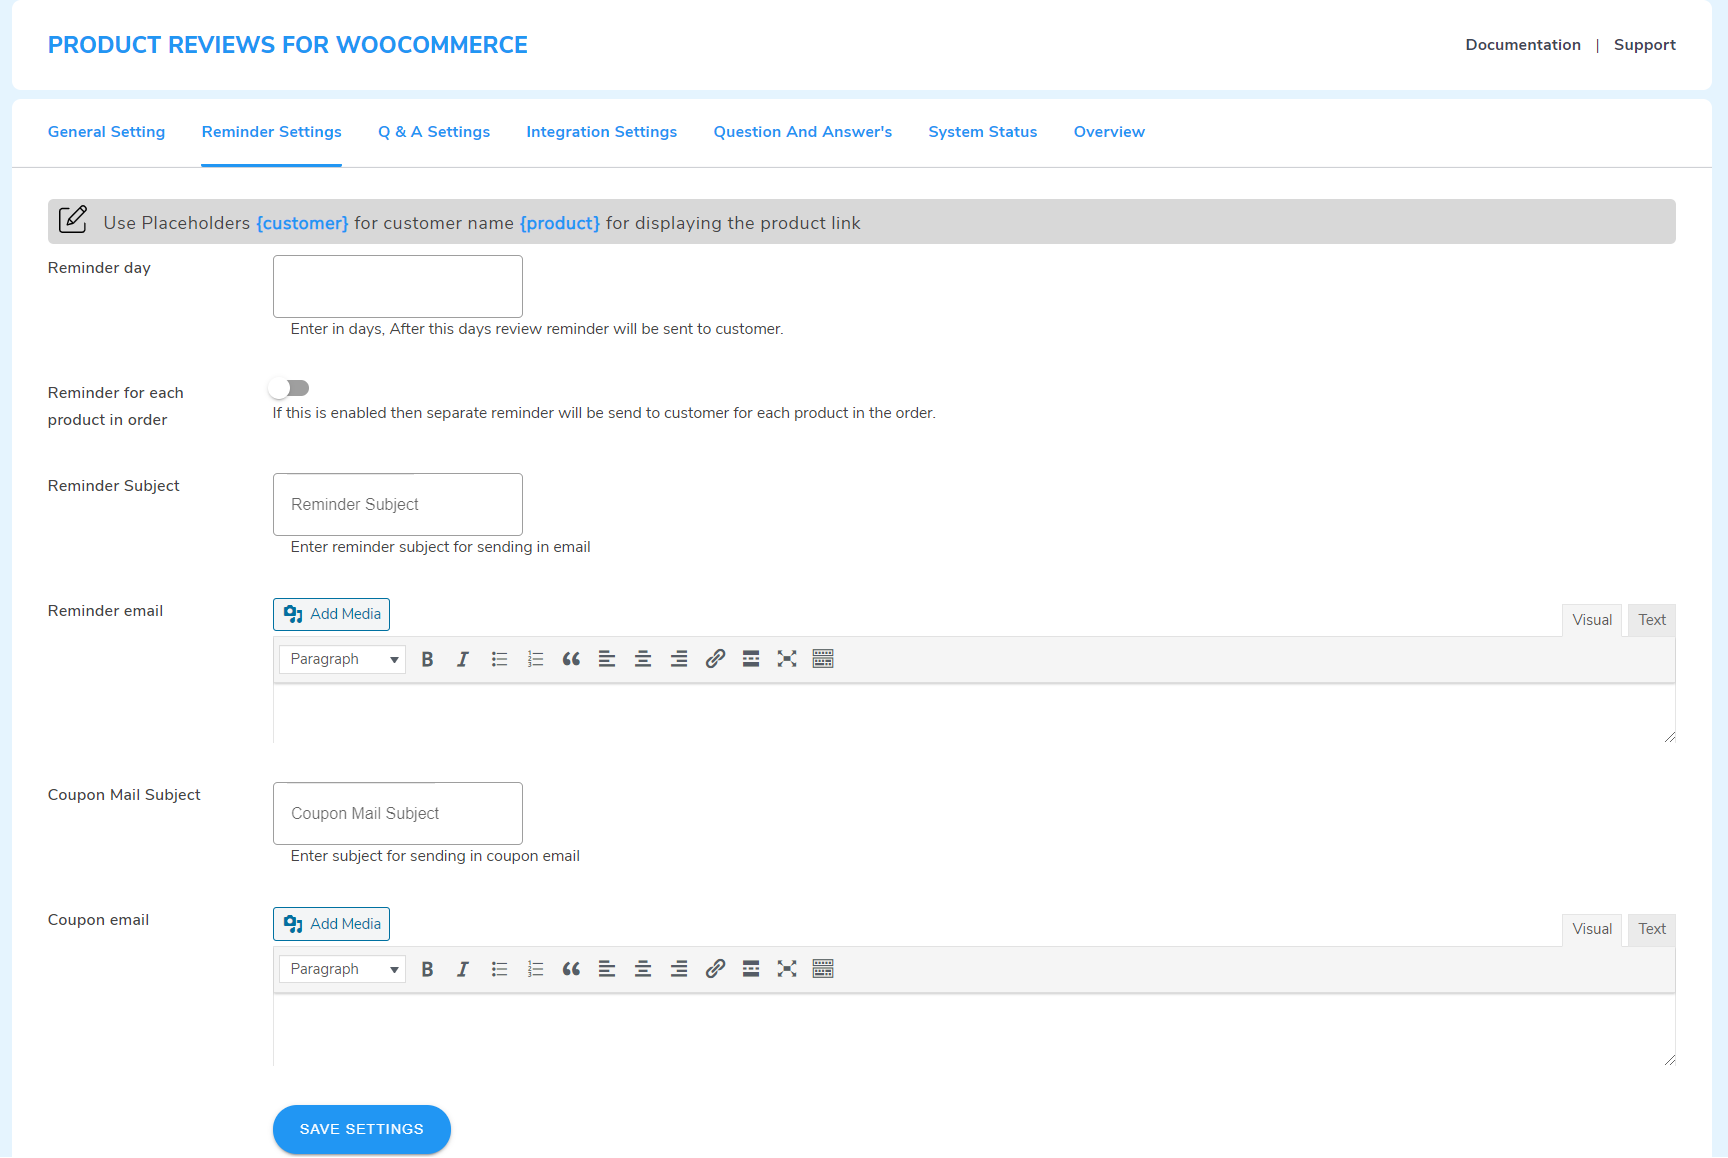 PRODUCT REVIEWS FOR WOOCOMMERCE
Documentation | Support
General Setting Reminder Settings Q & A Settings Integration Settings Question And Answer's System Status Overview
Use Placeholders {customer} for customer name {product} for displaying the product link
Reminder day
Enter in days, After this days review reminder will be sent to customer.
Reminder for each
product in order
If this is enabled then separate reminder will be send to customer for each product in the order.
Reminder Subject
Reminder Subject
Enter reminder subject for sending in email
Reminder email
Add Media
Visual Text
Paragraph
Coupon Mail Subject
Coupon Mail Subject
Enter subject for sending in coupon email
Coupon email
Add Media
Visual Text
Paragraph
SAVE SETTINGS